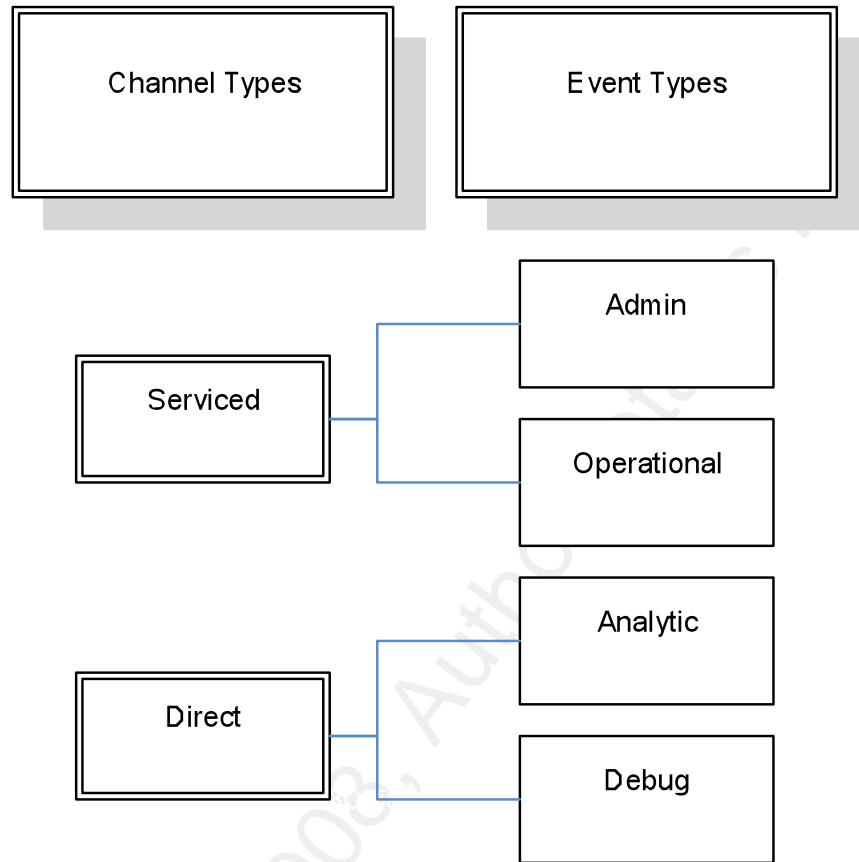 Channel Types
Event Types
Admin
Serviced
Operational
Analytic
Direct
Debug